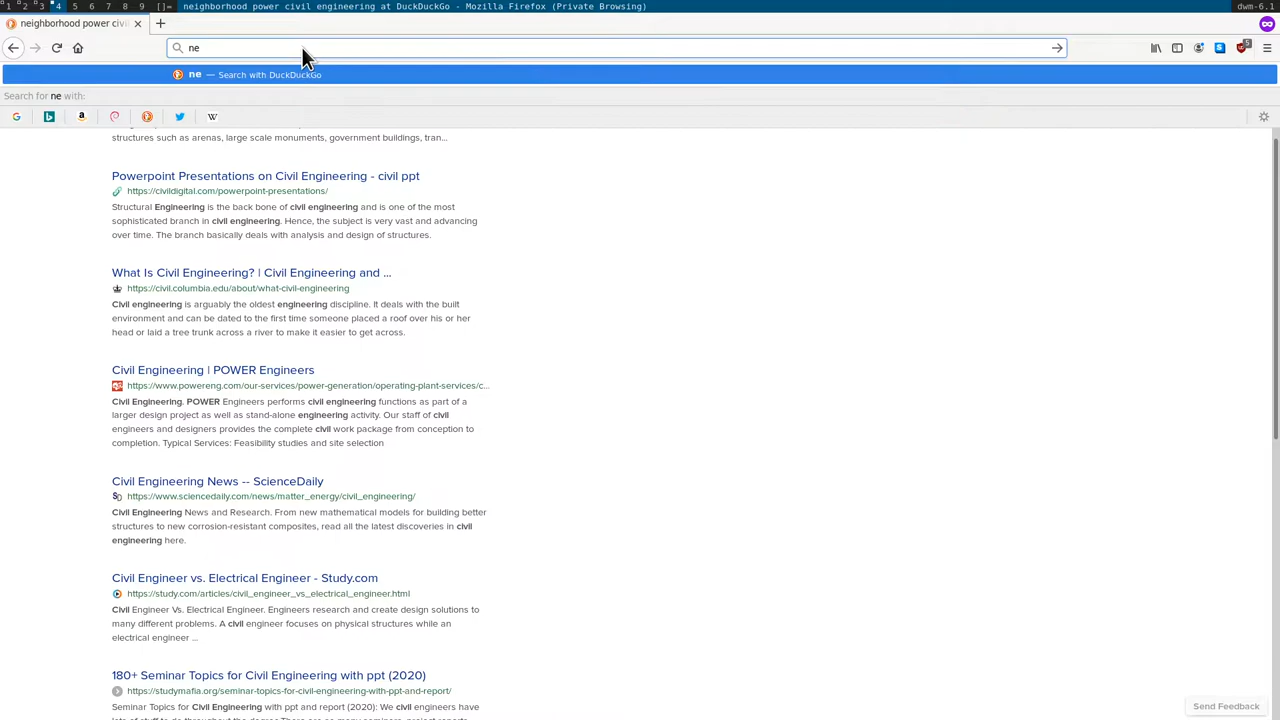 1 2 3 4 5 6 7 8 9 []= neighborhood power civil engineering at DuckDuckGo - Mozilla Firefox (Private Browsing) dwm-6.1
neighborhood power civil
ne
5
ne — Search with DuckDuckGo
Search for ne with:
structures such as arenas, large scale monuments, government buildings, tran...
Powerpoint Presentations on Civil Engineering - civil ppt
https://civildigital.com/powerpoint-presentations/
Structural Engineering is the back bone of civil engineering and is one of the most
sophisticated branch in civil engineering. Hence, the subject is very vast and advancing
over time. The branch basically deals with analysis and design of structures.
What Is Civil Engineering? | Civil Engineering and ...
https://civil.columbia.edu/about/what-civil-engineering
Civil engineering is arguably the oldest engineering discipline. It deals with the built
environment and can be dated to the first time someone placed a roof over his or her
head or laid a tree trunk across a river to make it easier to get across.
Civil Engineering | POWER Engineers
https://www.powereng.com/our-services/power-generation/operating-plant-services/c...
Civil Engineering. POWER Engineers performs civil engineering functions as part of a
larger design project as well as stand-alone engineering activity. Our staff of civil
engineers and designers provides the complete civil work package from conception to
completion. Typical Services: Feasibility studies and site selection
Civil Engineering News -- ScienceDaily
https://www.sciencedaily.com/news/matter_energy/civil_engineering/
Civil Engineering News and Research. From new mathematical models for building better
structures to new corrosion-resistant composites, read all the latest discoveries in civil
engineering here.
Civil Engineer vs. Electrical Engineer - Study.com
https://study.com/articles/civil_engineer_vs_electrical_engineer.html
Civil Engineer Vs. Electrical Engineer. Engineers research and create design solutions to
many different problems. A civil engineer focuses on physical structures while an
electrical engineer ...
180+ Seminar Topics for Civil Engineering with ppt (2020)
https://studymafia.org/seminar-topics-for-civil-engineering-with-ppt-and-report/
Seminar Topics for Civil Engineering with ppt and report (2020): We civil engineers have
Send Feedback